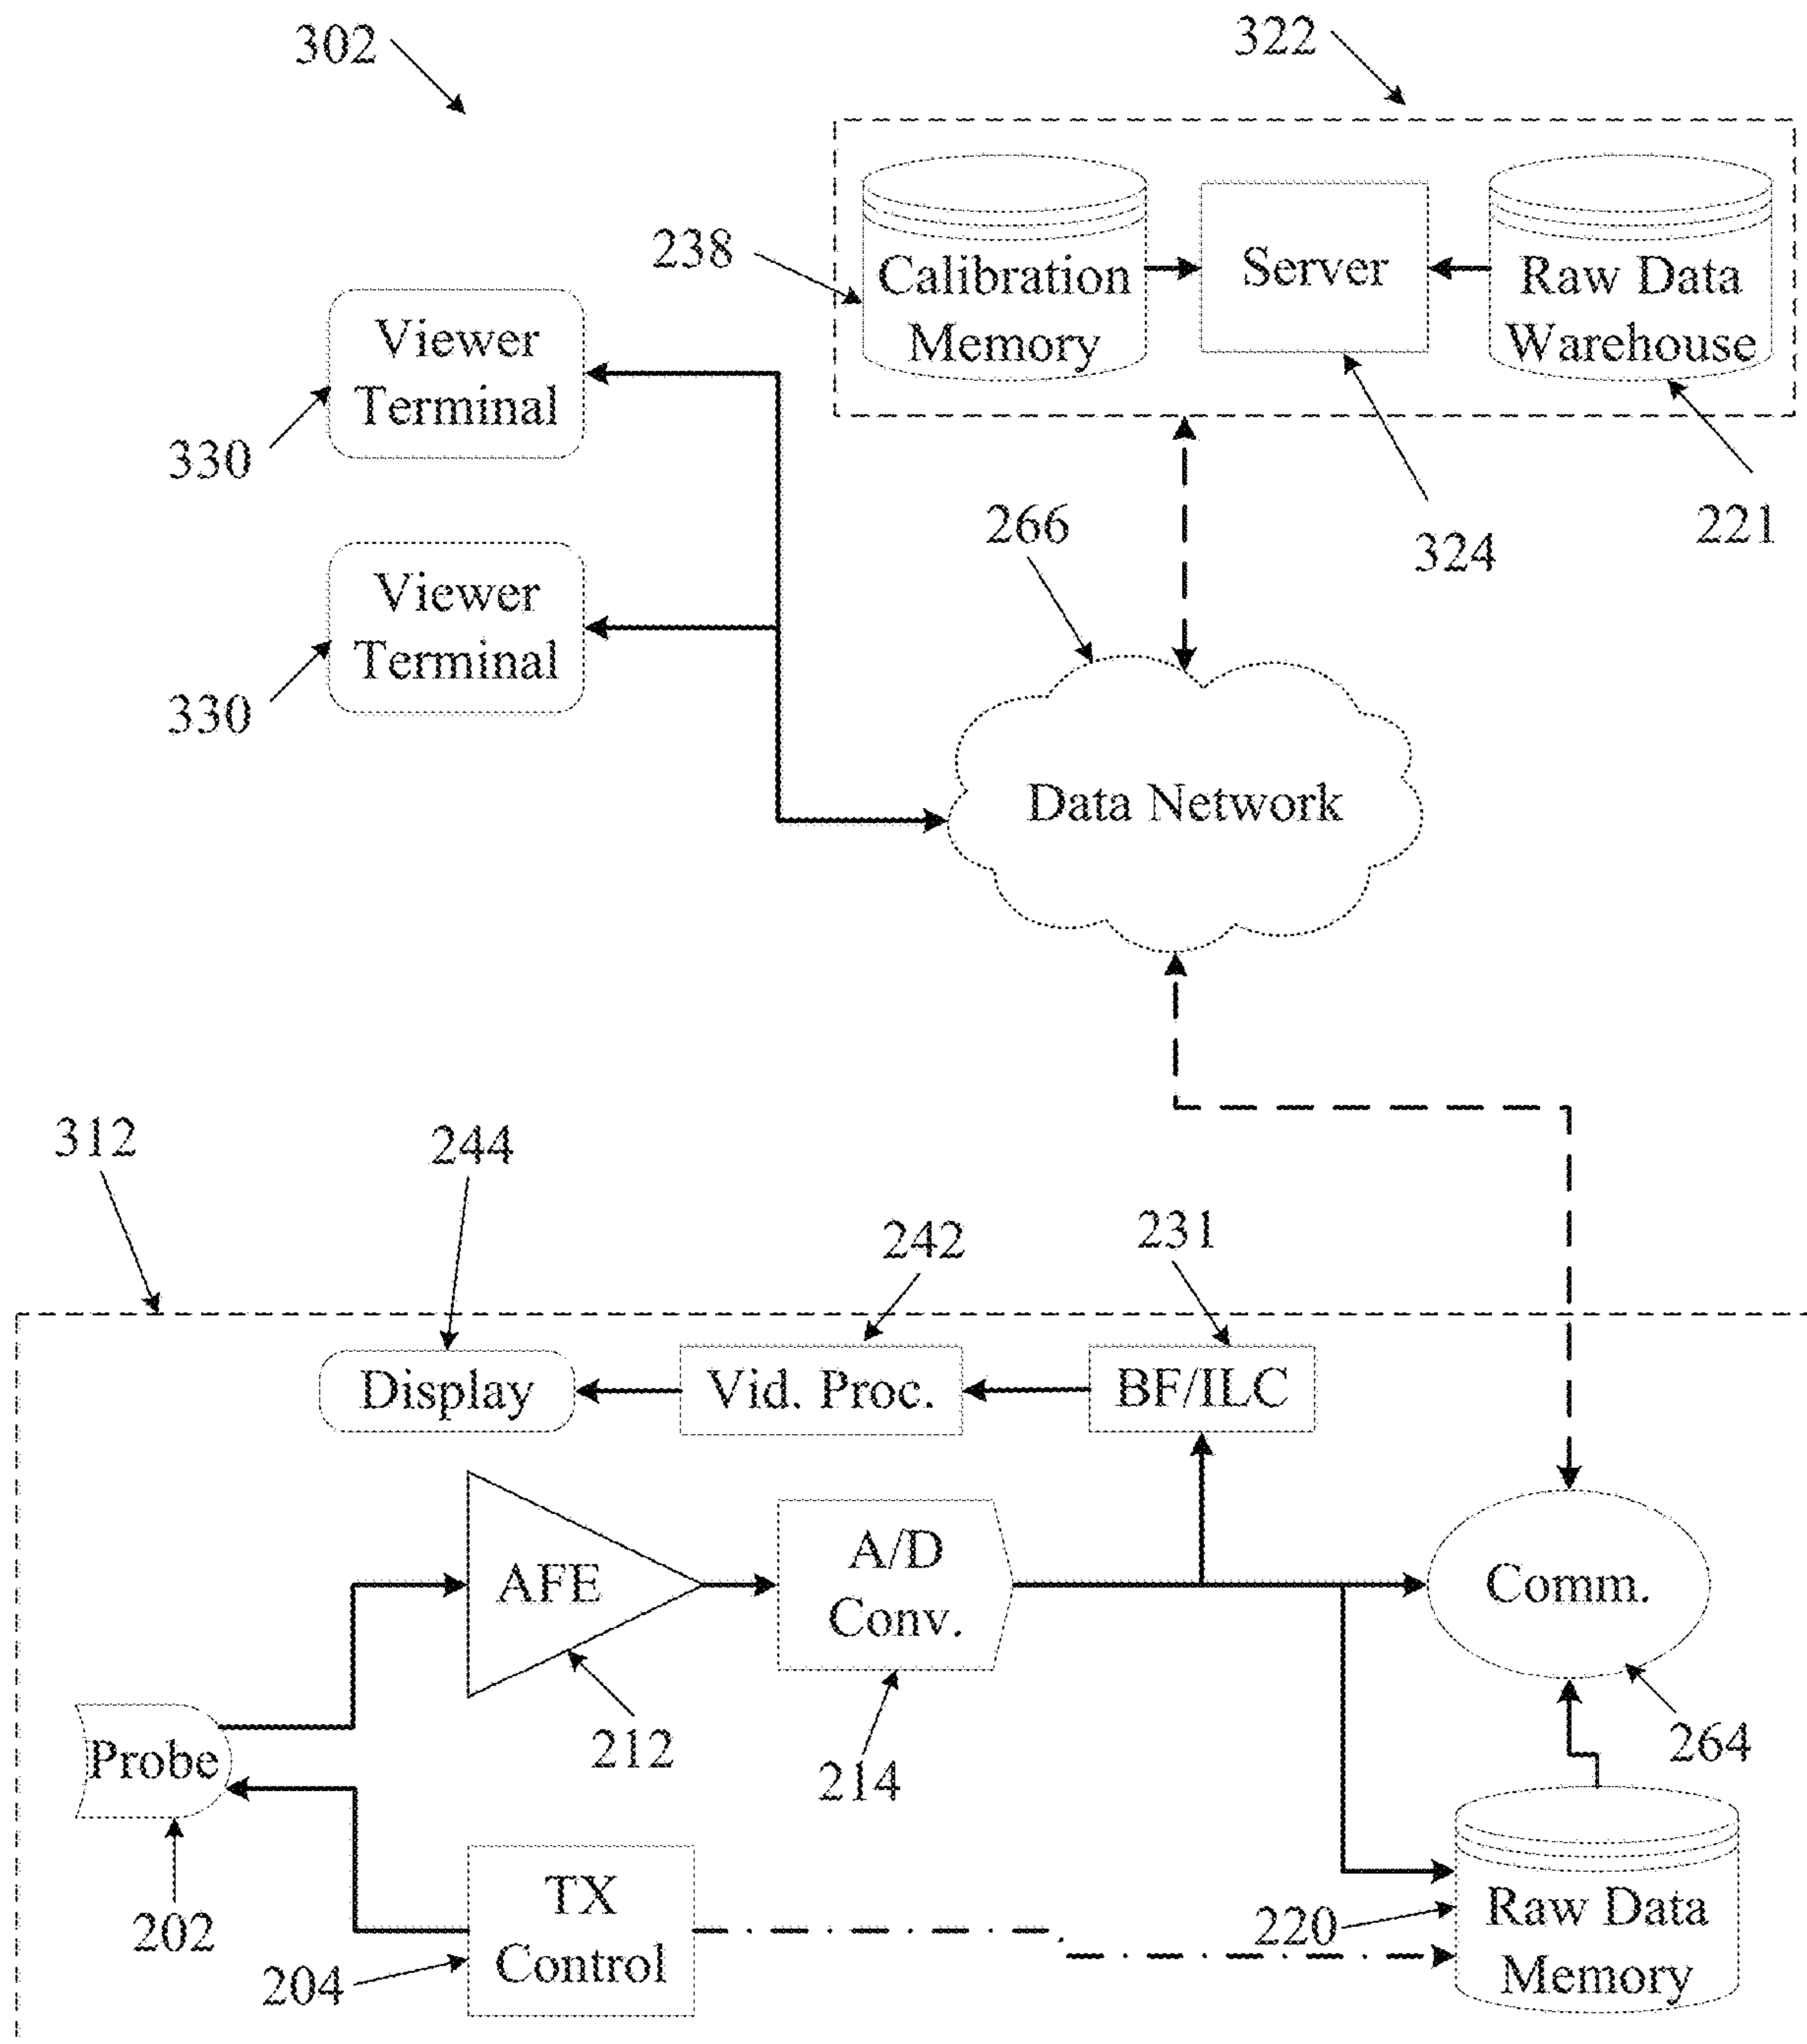 302
322
238
Calibration
Memory
Server
Raw Data
Warehouse
Viewer
Terminal
330
266
324
221
Viewer
Terminal
330
Data Network
312
244
242
231
Display
Vid. Proc.
BF/ILC
AFE
A/D
Conv.
Comm.
212
214
264
Probe
202
TX
Control
204
220
Raw Data
Memory